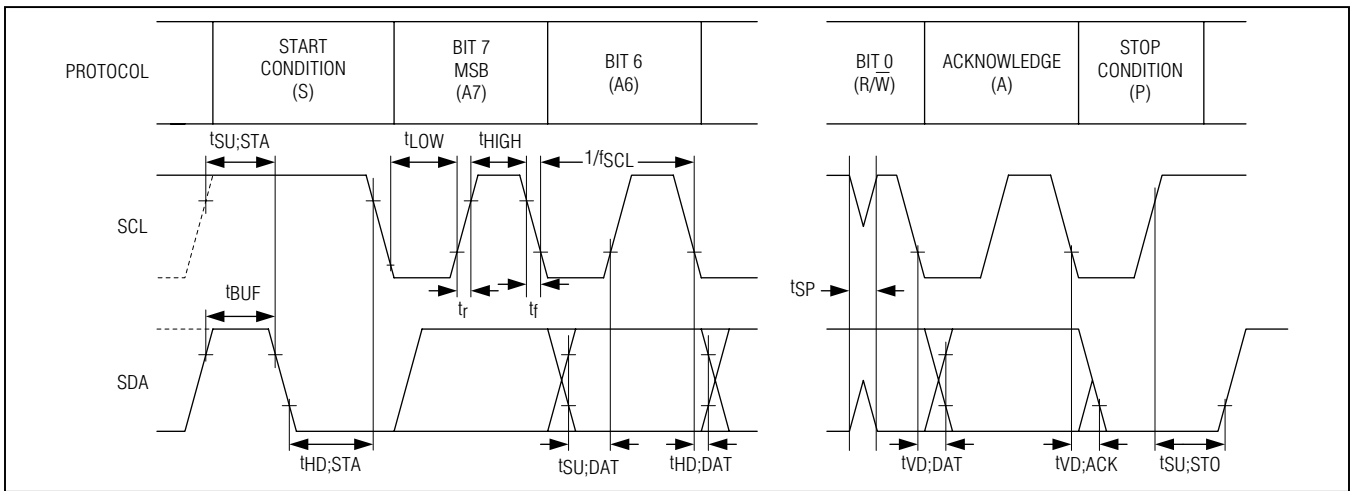 PROTOCOL
START
CONDITION
(S)
BIT 7
MSB
(A7)
BIT 6
(A6)
BIT 0
(R/W̅)
ACKNOWLEDGE
(A)
STOP
CONDITION
(P)
tSU;STA
tLOW
tHIGH
1/fSCL
SCL
tBUF
tr
tf
tSP
SDA
tHD;STA
tSU;DAT
tHD;DAT
tVD;DAT
tVD;ACK
tSU;STO